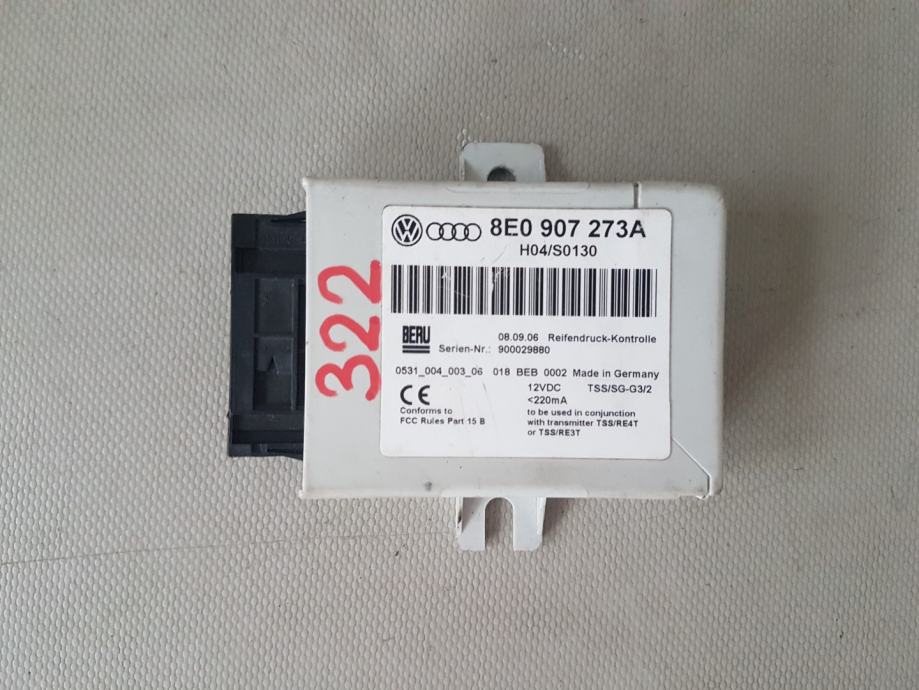 8E0 907 273A
H04/S0130
322
BERU
08.09.06 Reifendruck-Kontrolle
Serien-Nr.: 900029880
0531_004_003_06 018 BEB 0002 Made in Germany
CE
12VDC TSS/SG-G3/2
<220mA
Conforms to
FCC Rules Part 15 B
to be used in conjunction
with transmitter TSS/RE4T
or TSS/RE3T